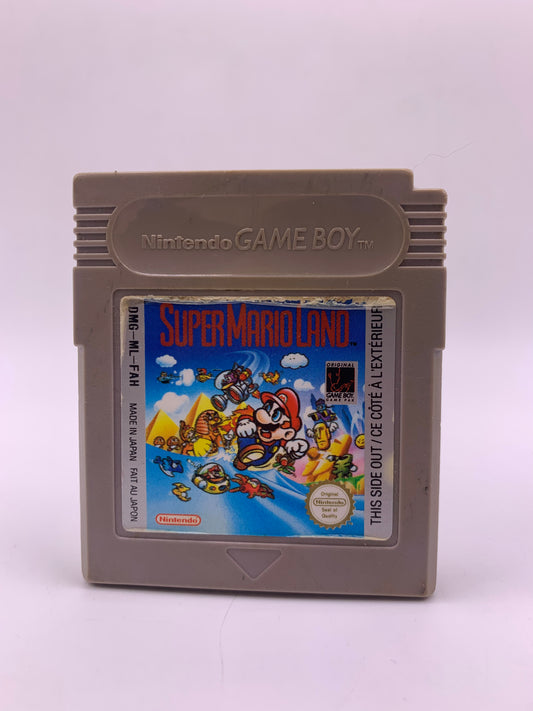 Nintendo GAME BOY TM
SUPER MARIO LAND TM
DMG-ML-FAH
MADE IN JAPAN FAIT AU JAPON
ORIGINAL
GAME BOY
GAME PAK
THIS SIDE OUT / CE CÔTÉ À L'EXTÉRIEUR
Original
Nintendo
Seal of
Quality
Nintendo